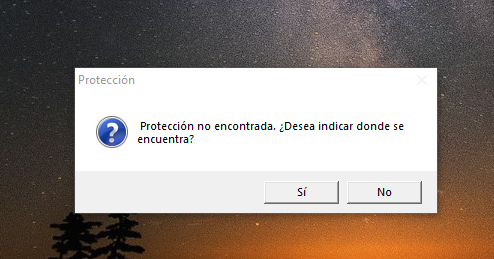 Protección
Protección no encontrada. ¿Desea indicar donde se
encuentra?
Sí
No